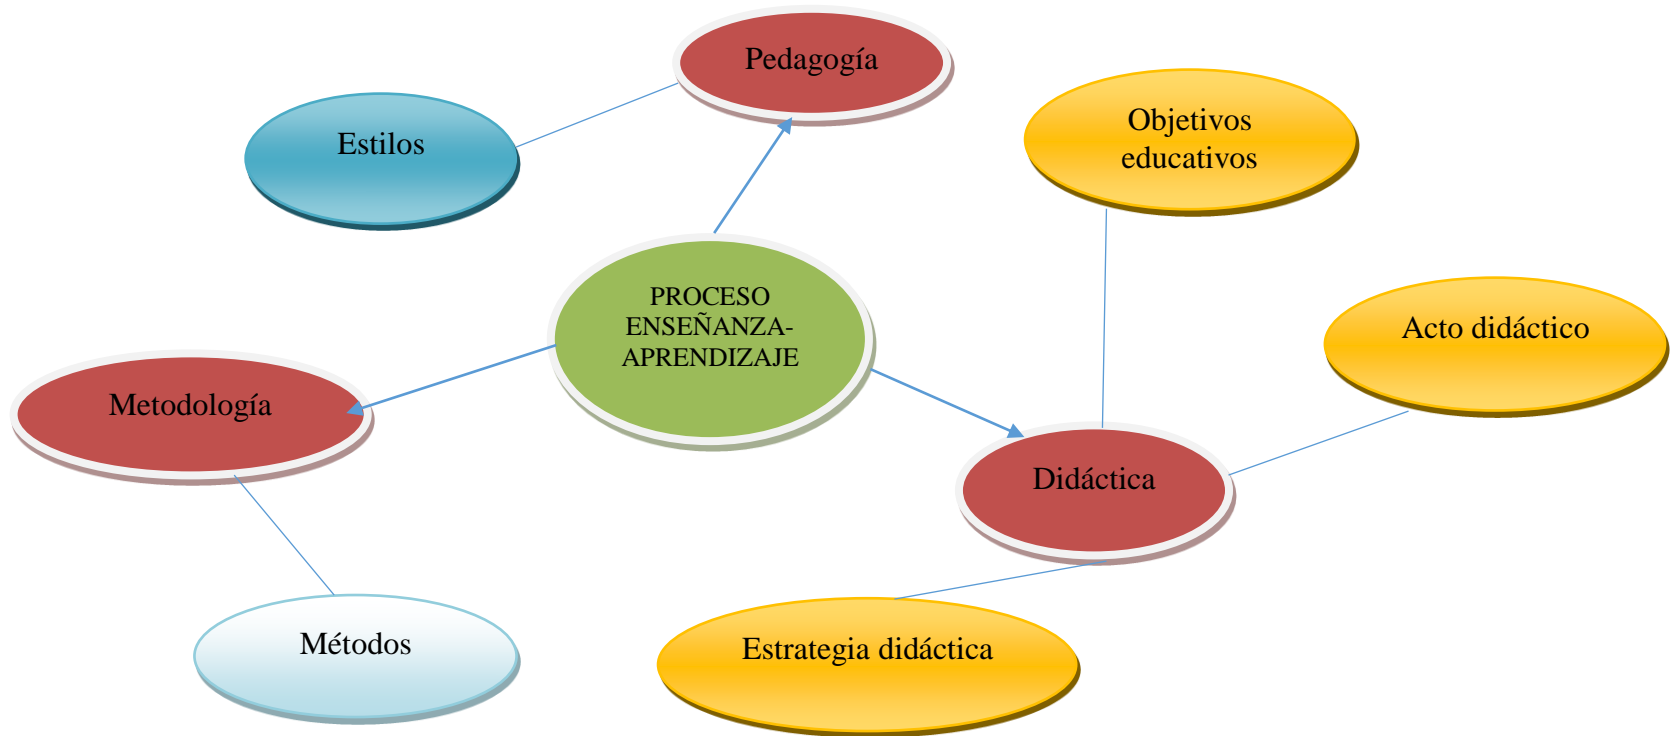 Pedagogía
Estilos
Objetivos
educativos
PROCESO
ENSEÑANZA-
APRENDIZAJE
Acto didáctico
Metodología
Didáctica
Métodos
Estrategia didáctica